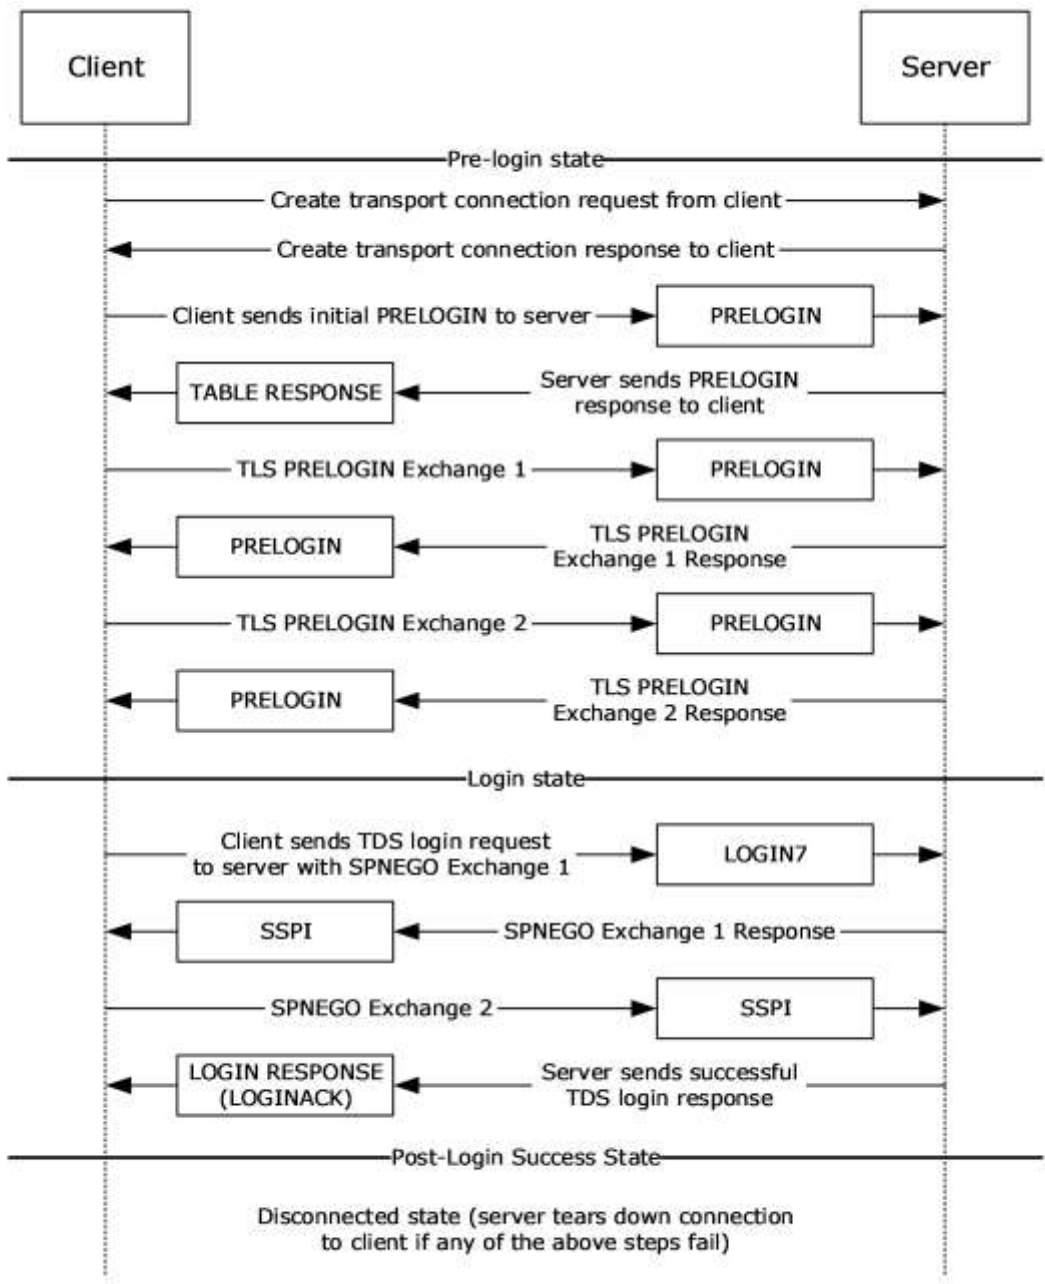 Client
Server
Pre-login state
Create transport connection request from client
Create transport connection response to client
Client sends initial PRELOGIN to server
PRELOGIN
TABLE RESPONSE
Server sends PRELOGIN
response to client
TLS PRELOGIN Exchange 1
PRELOGIN
PRELOGIN
TLS PRELOGIN
Exchange 1 Response
TLS PRELOGIN Exchange 2
PRELOGIN
PRELOGIN
TLS PRELOGIN
Exchange 2 Response
Login state
Client sends TDS login request
to server with SPNEGO Exchange 1
LOGIN7
SSPI
SPNEGO Exchange 1 Response
SPNEGO Exchange 2
SSPI
LOGIN RESPONSE
(LOGINACK)
Server sends successful
TDS login response
Post-Login Success State
Disconnected state (server tears down connection
to client if any of the above steps fail)